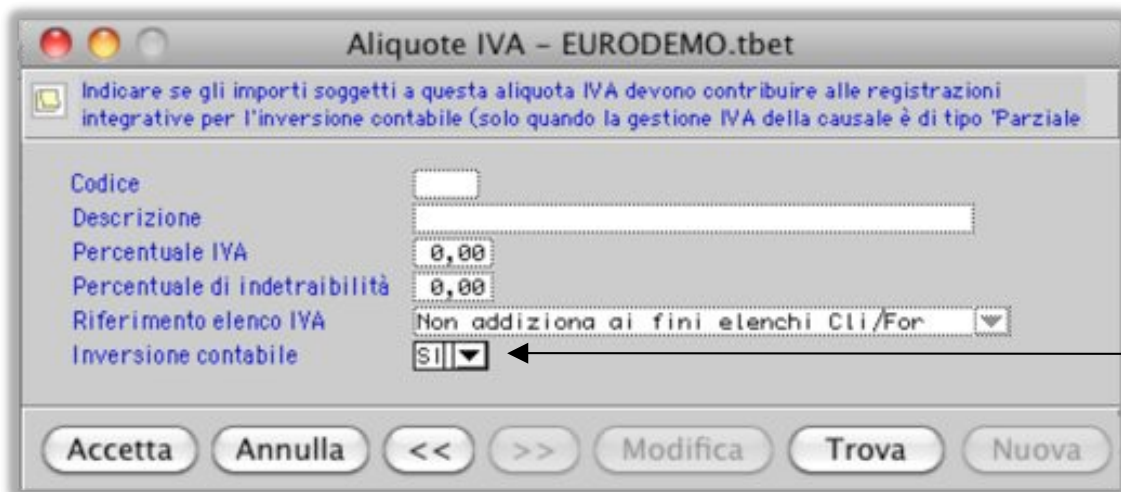 Aliquote IVA – EURODEMO.tbet
Indicare se gli importi soggetti a questa aliquota IVA devono contribuire alle registrazioni
integrative per l'inversione contabile (solo quando la gestione IVA della causale è di tipo 'Parziale
Codice
Descrizione
Percentuale IVA 0,00
Percentuale di indetraibilità 0,00
Riferimento elenco IVA Non addiziona ai fini elenchi Cli/For
Inversione contabile SI
Accetta Annulla << >> Modifica Trova Nuova